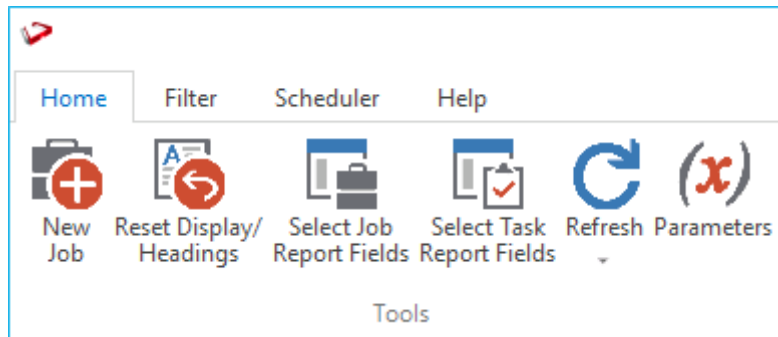 Home Filter Scheduler Help
New Job
Reset Display/ Headings
Select Job Report Fields
Select Task Report Fields
Refresh
(x)
Parameters
Tools